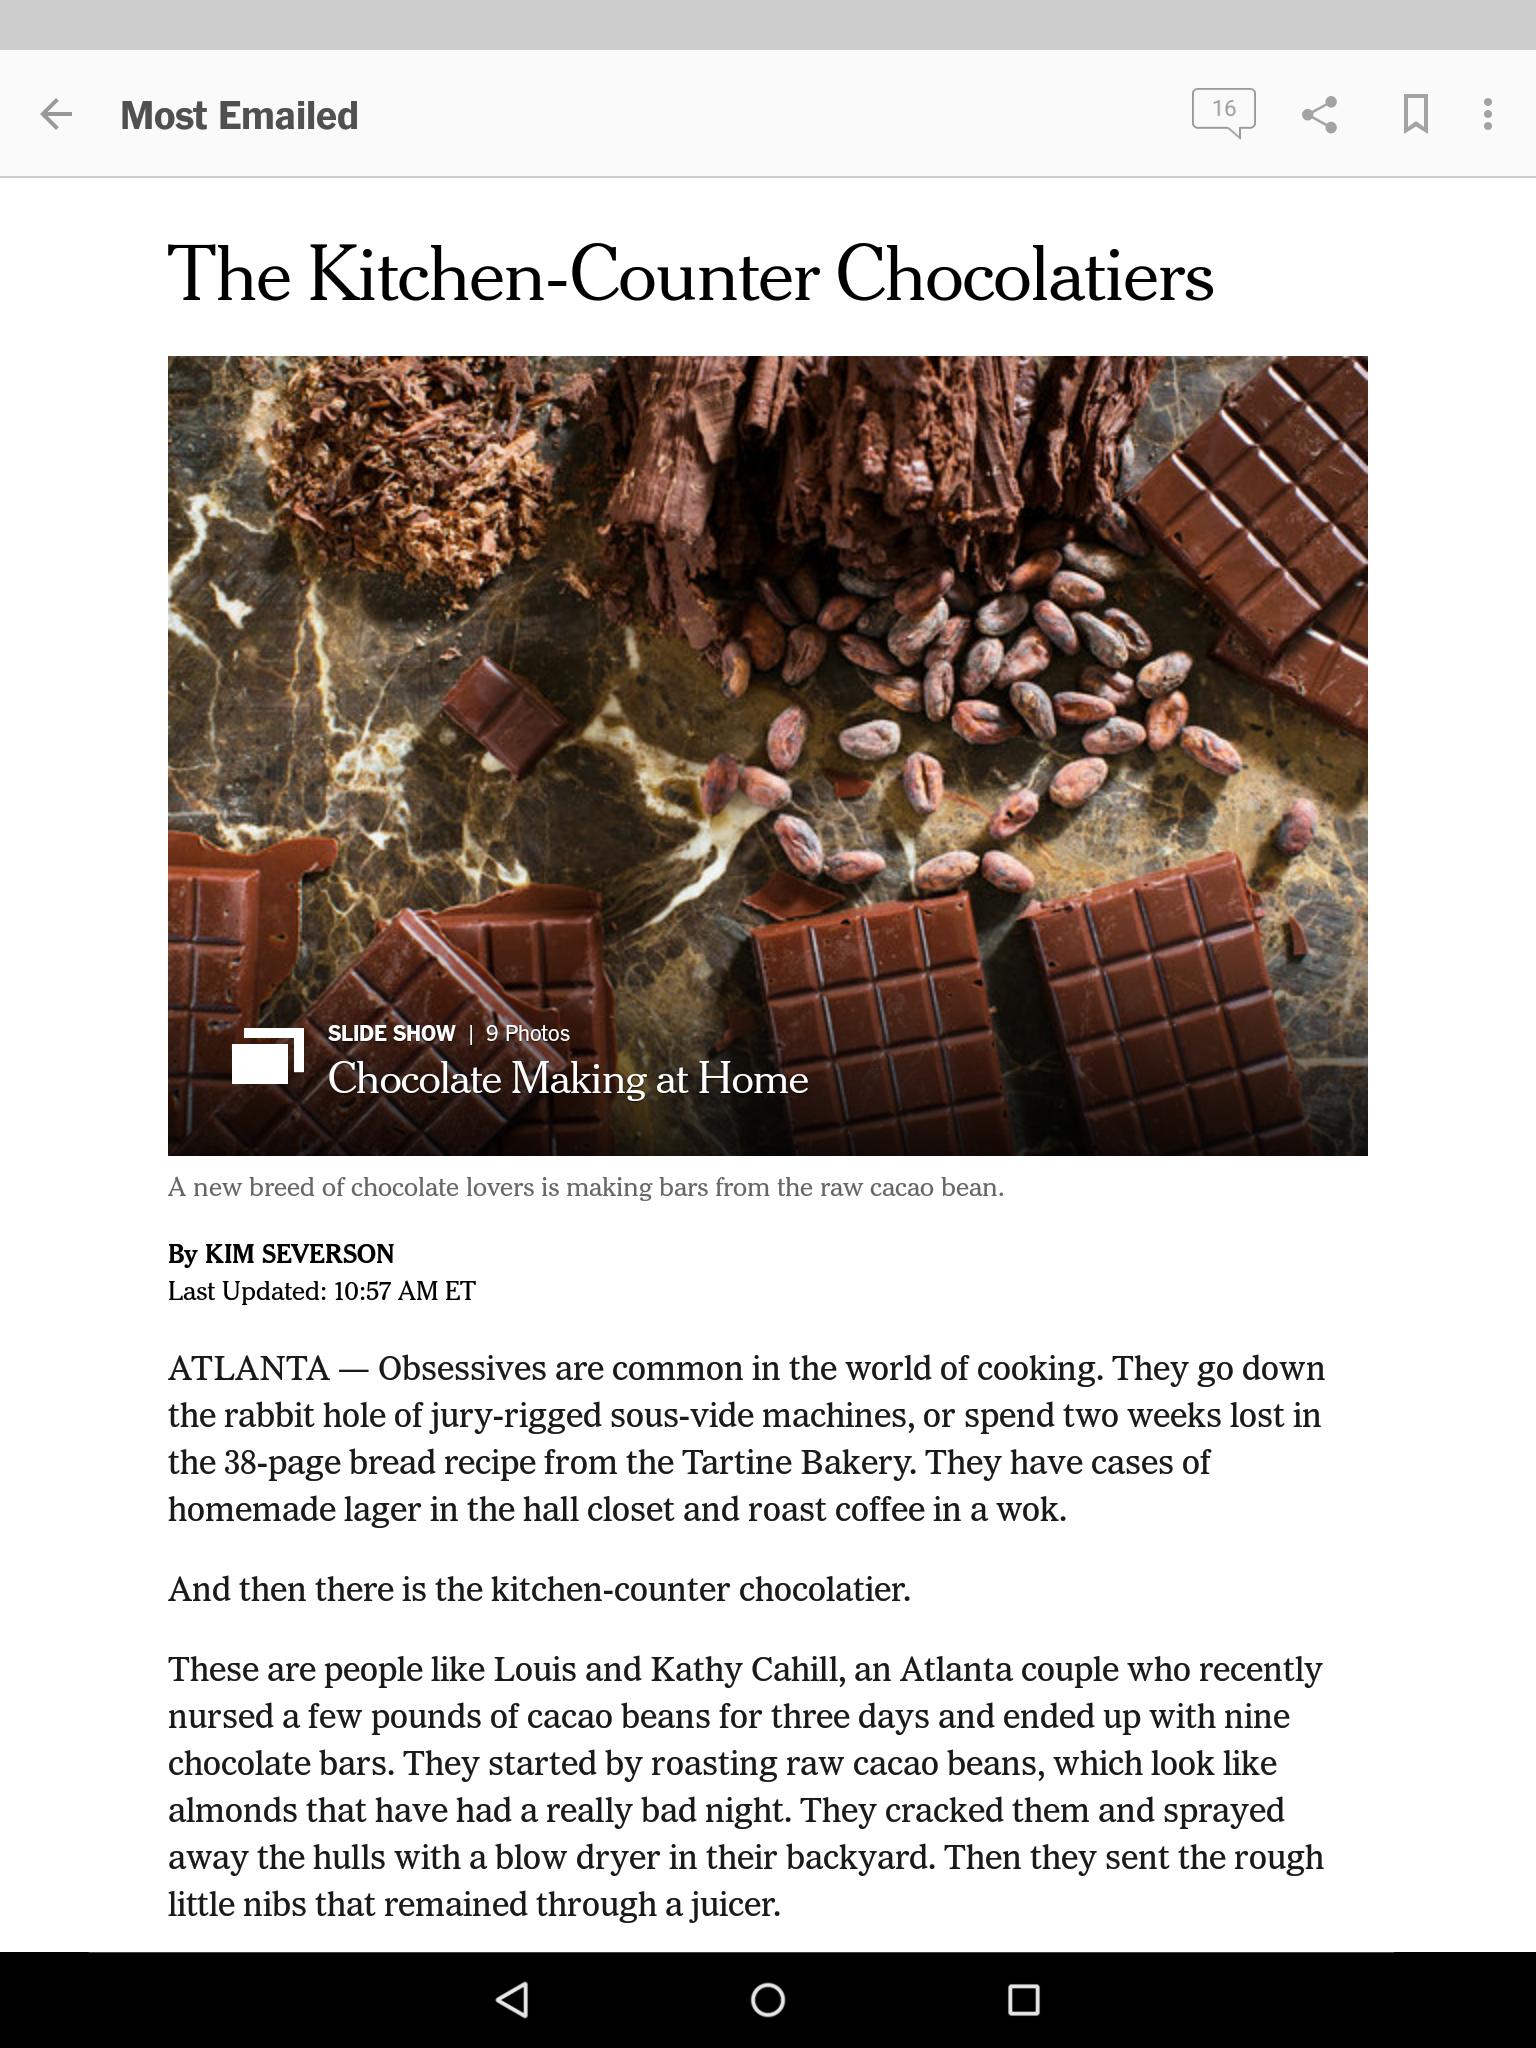 Most Emailed
16
The Kitchen-Counter Chocolatiers
SLIDE SHOW | 9 Photos
Chocolate Making at Home
A new breed of chocolate lovers is making bars from the raw cacao bean.
By KIM SEVERSON
Last Updated: 10:57 AM ET
ATLANTA — Obsessives are common in the world of cooking. They go down
the rabbit hole of jury-rigged sous-vide machines, or spend two weeks lost in
the 38-page bread recipe from the Tartine Bakery. They have cases of
homemade lager in the hall closet and roast coffee in a wok.
And then there is the kitchen-counter chocolatier.
These are people like Louis and Kathy Cahill, an Atlanta couple who recently
nursed a few pounds of cacao beans for three days and ended up with nine
chocolate bars. They started by roasting raw cacao beans, which look like
almonds that have had a really bad night. They cracked them and sprayed
away the hulls with a blow dryer in their backyard. Then they sent the rough
little nibs that remained through a juicer.